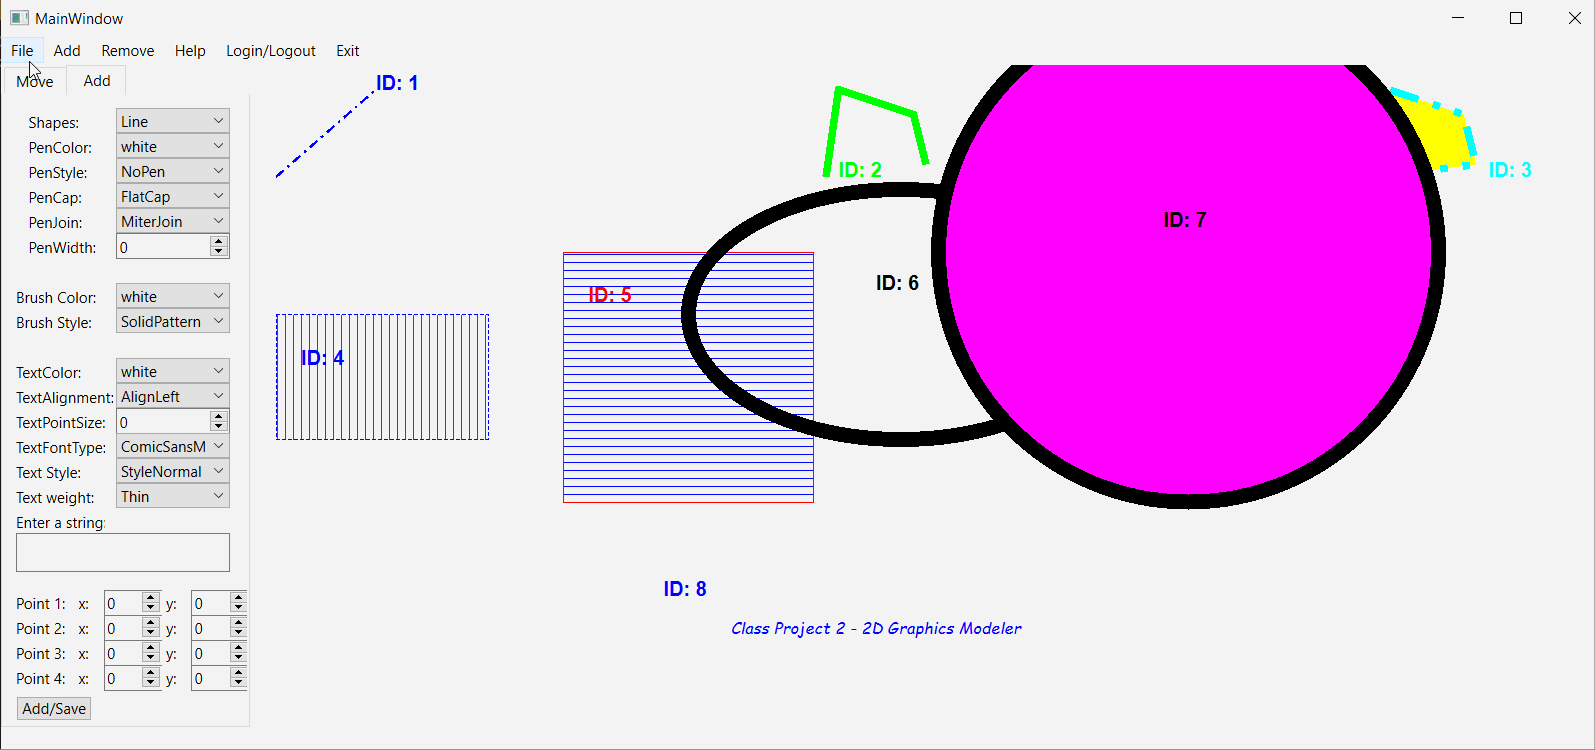 MainWindow
File Add Remove Help Login/Logout Exit
Move Add
Shapes: Line
PenColor: white
PenStyle: NoPen
PenCap: FlatCap
PenJoin: MiterJoin
PenWidth: 0
Brush Color: white
Brush Style: SolidPattern
TextColor: white
TextAlignment: AlignLeft
TextPointSize: 0
TextFontType: ComicSansM
Text Style: StyleNormal
Text weight: Thin
Enter a string:
Point 1: x: 0 y: 0
Point 2: x: 0 y: 0
Point 3: x: 0 y: 0
Point 4: x: 0 y: 0
Add/Save
ID: 1
ID: 2
ID: 3
ID: 7
ID: 6
ID: 5
ID: 4
ID: 8
Class Project 2 - 2D Graphics Modeler